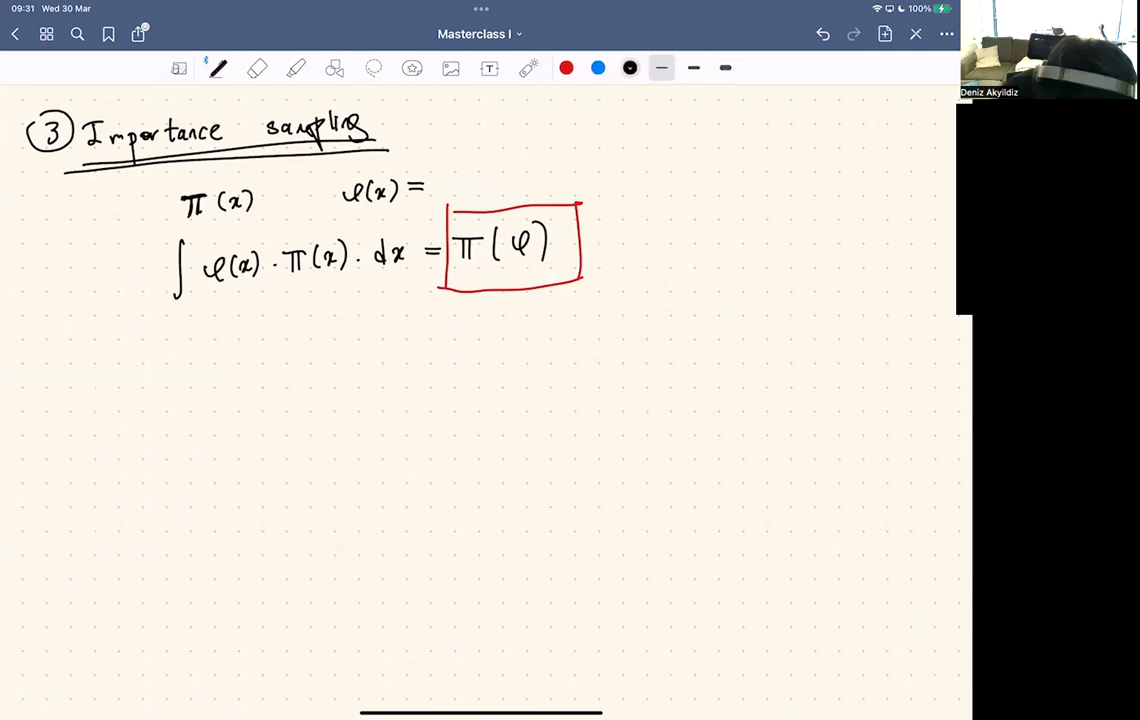 09:31 Wed 30 Mar
100%
Masterclass I
Deniz Akyildiz
③ Importance sampling
π(x) φ(x) =
∫ φ(x) · π(x) · dx = π(φ)